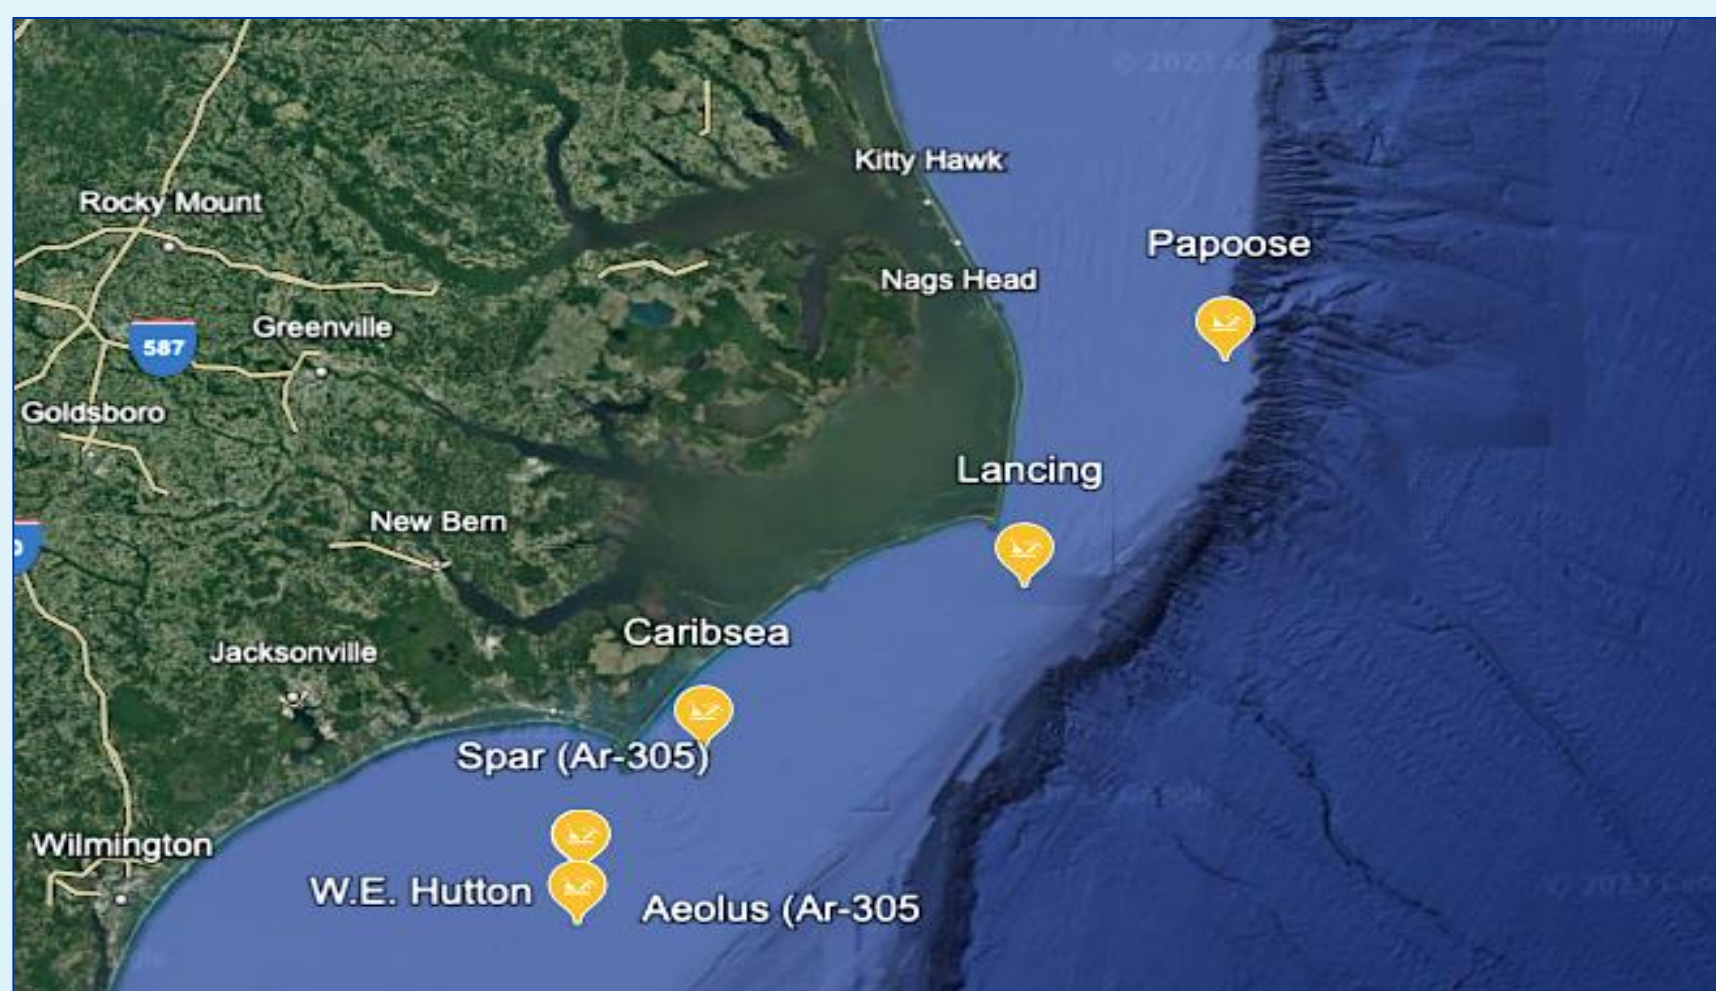 Kitty Hawk
Rocky Mount
Papoose
Nags Head
Greenville
587
Goldsboro
Lancing
New Bern
Caribsea
Jacksonville
Spar (Ar-305)
Wilmington
W.E. Hutton
Aeolus (Ar-305